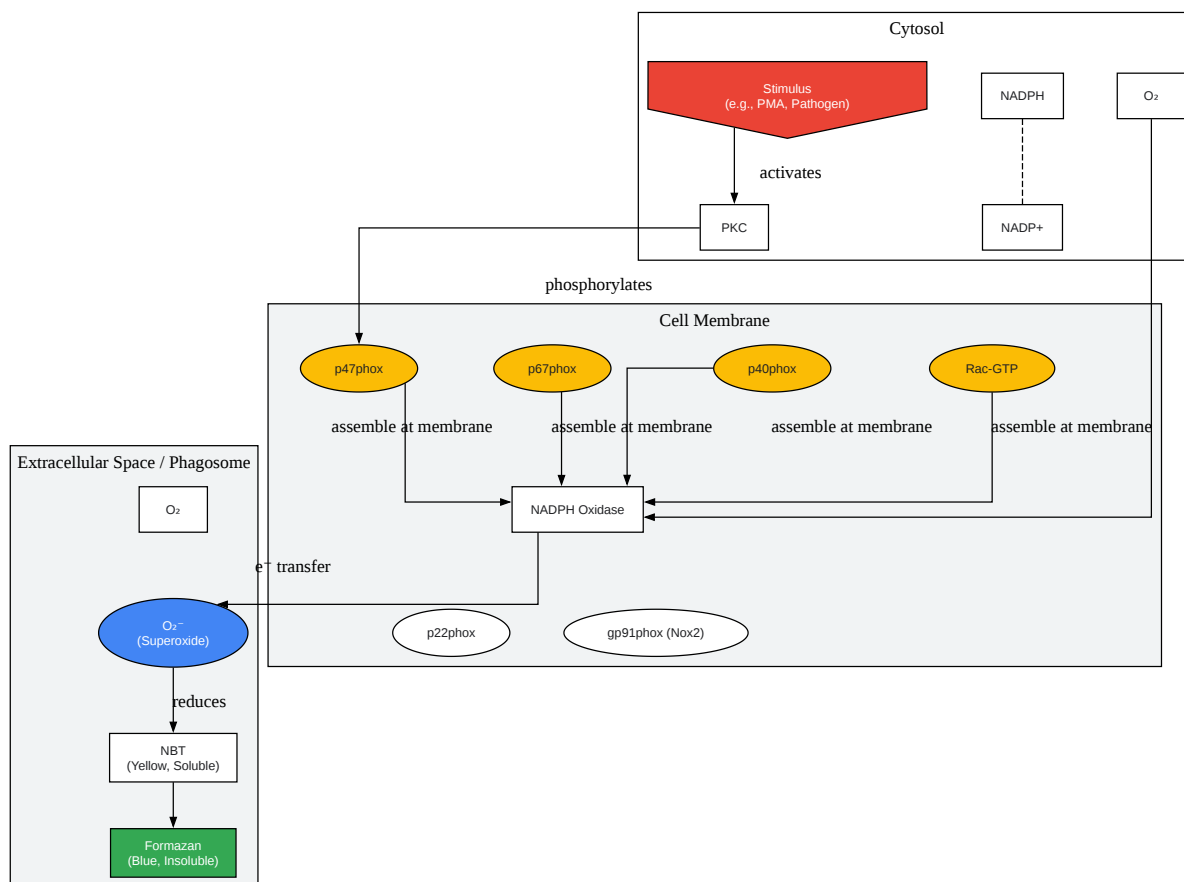 Cytosol
Stimulus
(e.g., PMA, Pathogen)
NADPH
O₂
activates
PKC
NADP+
phosphorylates
Cell Membrane
p47phox
p67phox
p40phox
Rac-GTP
assemble at membrane
assemble at membrane
assemble at membrane
assemble at membrane
Extracellular Space / Phagosome
O₂
NADPH Oxidase
e⁻ transfer
O₂⁻
(Superoxide)
p22phox
gp91phox (Nox2)
reduces
NBT
(Yellow, Soluble)
Formazan
(Blue, Insoluble)